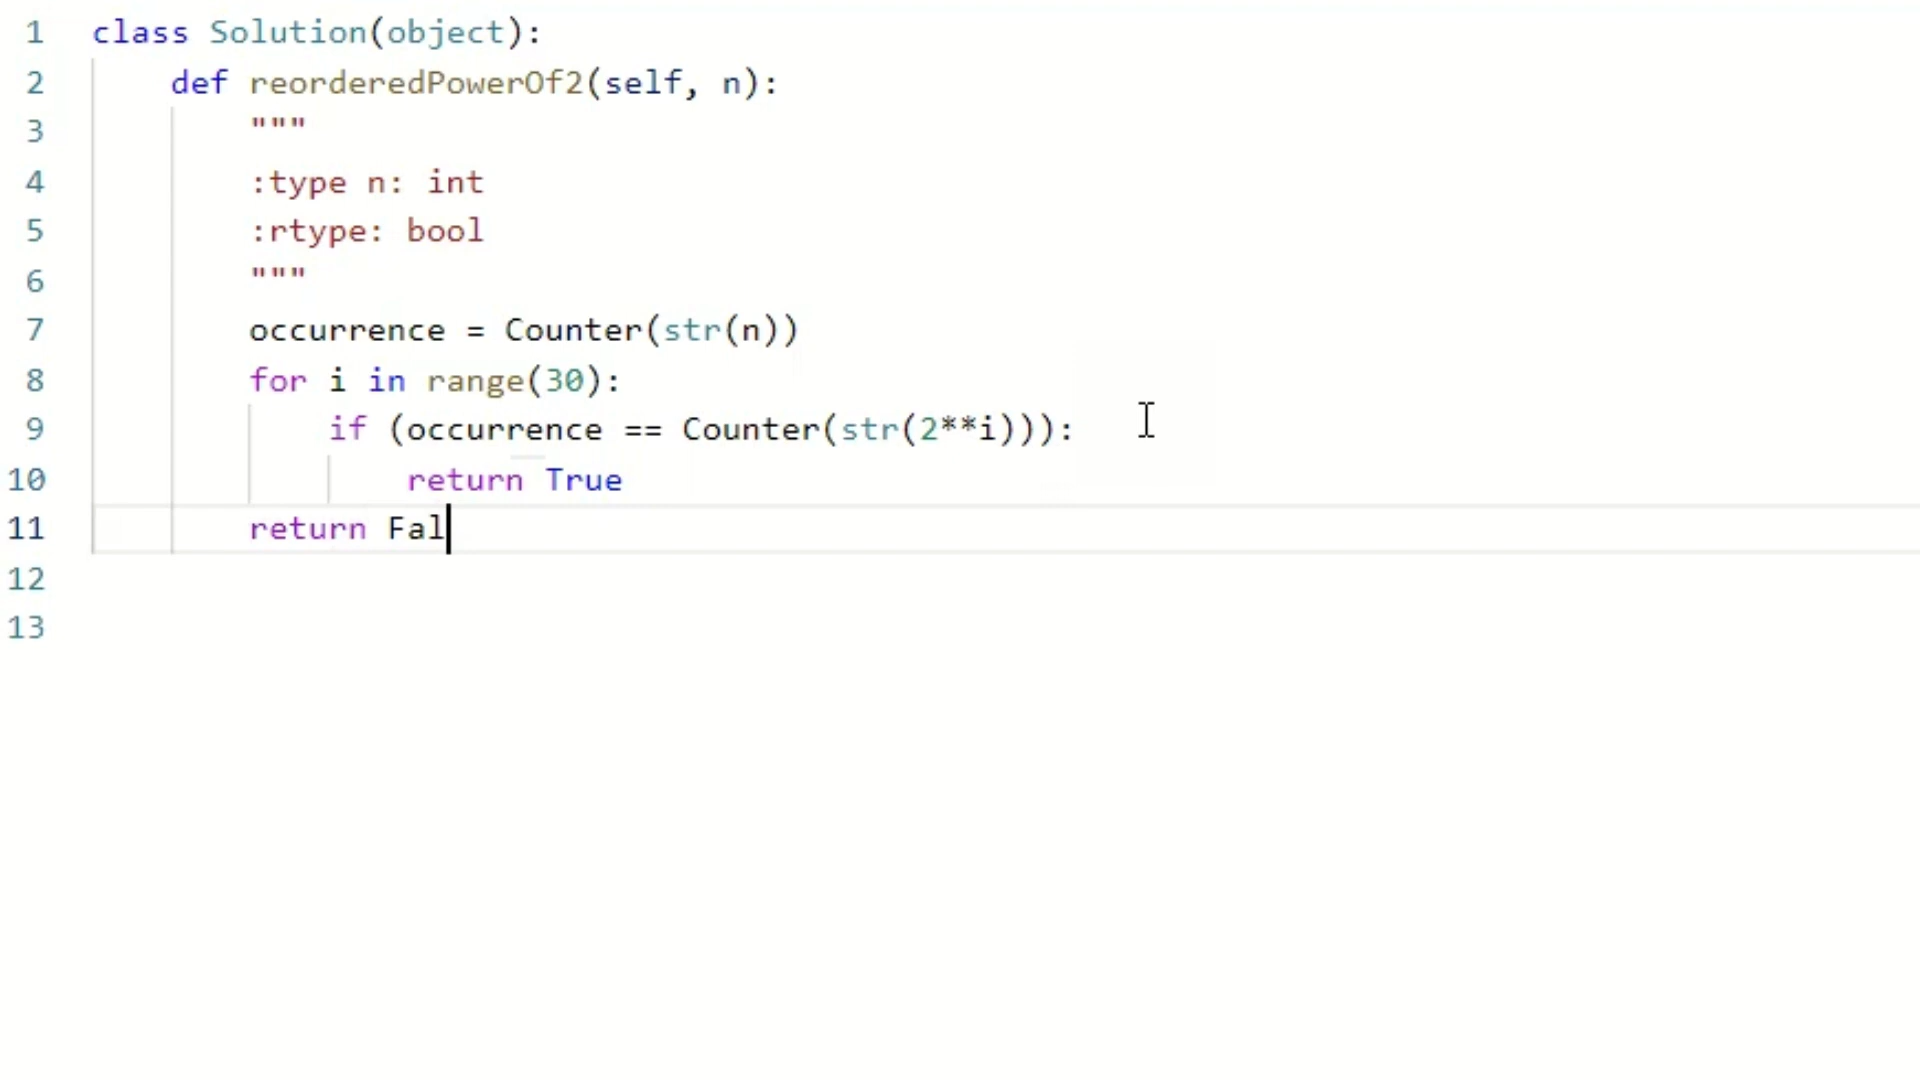 1 class Solution(object):
2 def reorderedPowerOf2(self, n):
3 """
4 :type n: int
5 :rtype: bool
6 """
7 occurrence = Counter(str(n))
8 for i in range(30):
9 if (occurrence == Counter(str(2**i))):
10 return True
11 return Fal
12
13